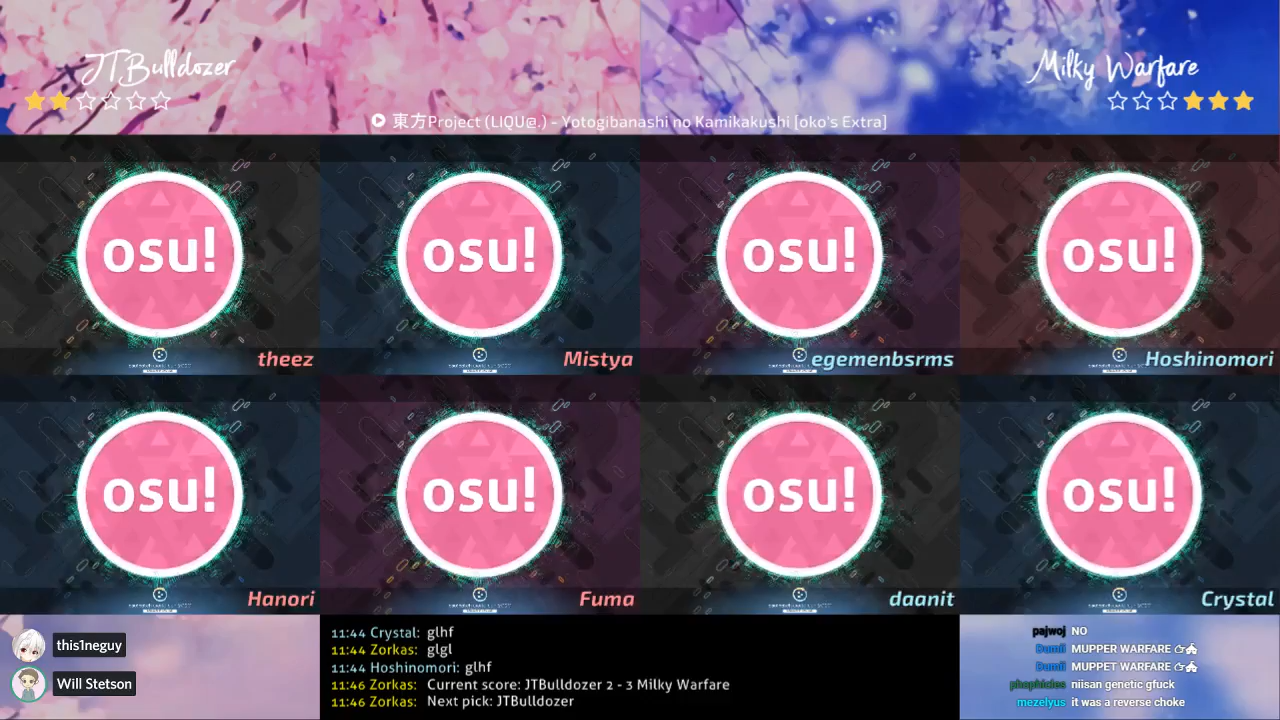 JTBulldozer
Milky Warfare
東方Project (LIQU@.) - Yotogibanashi no Kamikakushi [oko's Extra]
osu!
osu!
osu!
osu!
theez
Mistya
egemenbsrms
Hoshinomori
osu!
osu!
osu!
osu!
Hanori
Fuma
daanit
Crystal
this1neguy
Will Stetson
11:44 Crystal: glhf
11:44 Zorkas: glgl
11:44 Hoshinomori: glhf
11:46 Zorkas: Current score: JTBulldozer 2 - 3 Milky Warfare
11:46 Zorkas: Next pick: JTBulldozer
pajwoj NO
Dumii MUPPER WARFARE
Dumii MUPPET WARFARE
phophicles niisan genetic gfuck
mezelyus it was a reverse choke